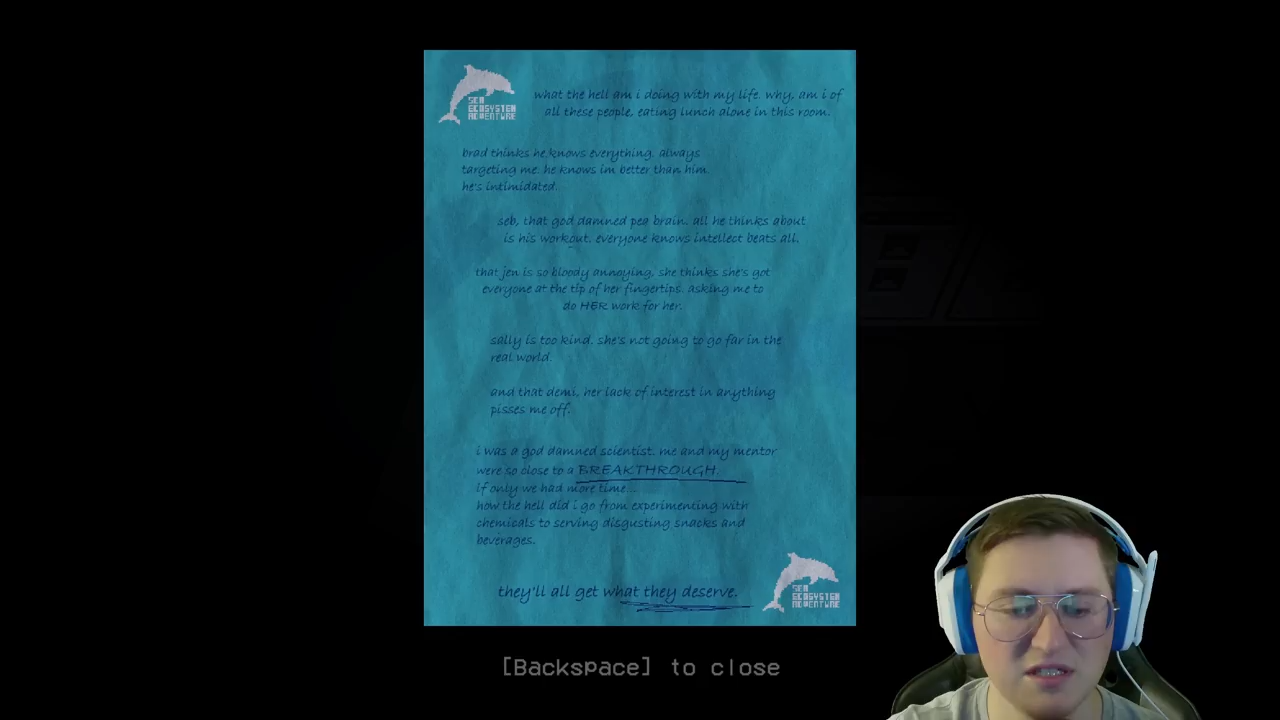 SEA
ECOSYSTEM
ADVENTURE
what the hell am i doing with my life. why. am i of
all these people, eating lunch alone in this room.
brad thinks he knows everything. always
targeting me. he knows im better than him.
he's intimidated.
seb, that god damned pea brain. all he thinks about
is his workout. everyone knows intellect beats all.
that jen is so bloody annoying. she thinks she's got
everyone at the tip of her fingertips. asking me to
do HER work for her.
sally is too kind. she's not going to go far in the
real world.
and that demi, her lack of interest in anything
pisses me off.
i was a god damned scientist. me and my mentor
were so close to a BREAKTHROUGH.
if only we had more time...
how the hell did i go from experimenting with
chemicals to serving disgusting snacks and
beverages.
they'll all get what they deserve.
SEA
ECOSYSTEM
ADVENTURE
[Backspace] to close